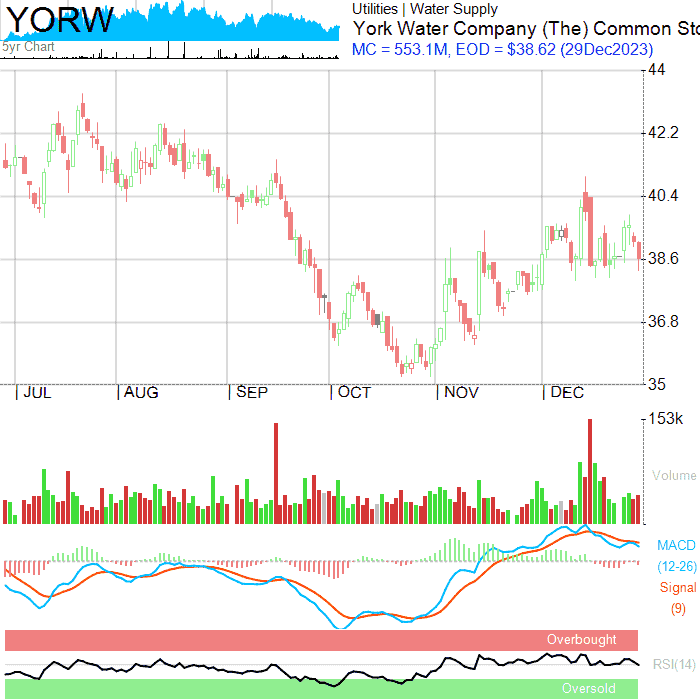 YORW
5yr Chart
Utilities | Water Supply
York Water Company (The) Common Sto
MC = 553.1M, EOD = $38.62 (29Dec2023)
44
42.2
40.4
38.6
36.8
35
| JUL | AUG | SEP | OCT | NOV | DEC
153k
Volume
MACD
(12-26)
Signal
(9)
Overbought
RSI(14)
Oversold